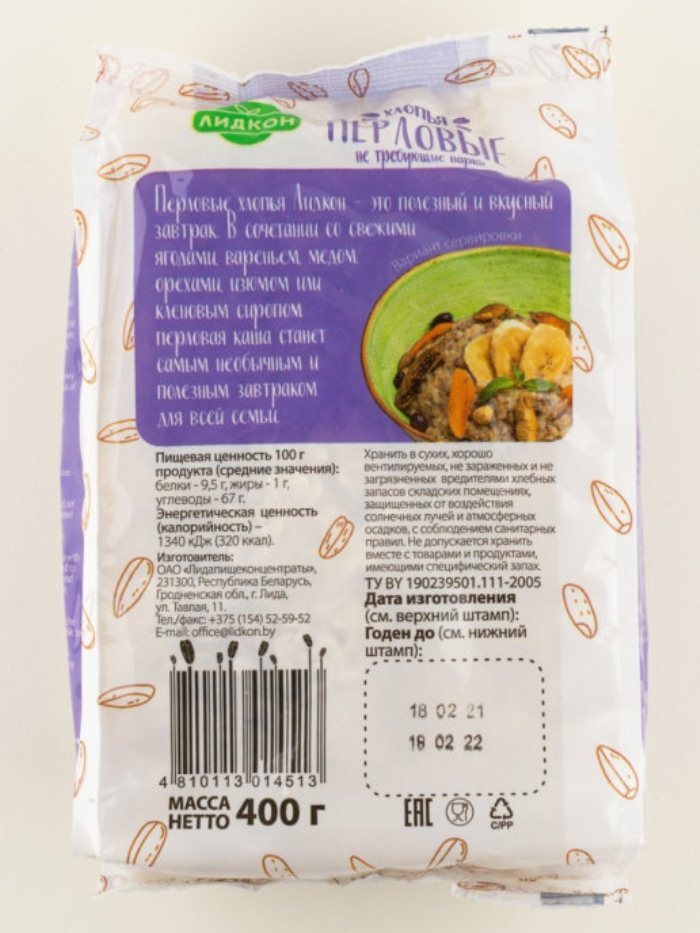 ЛИДКОН
ХЛОПЬЯ
ПЕРЛОВЫЕ
не требующие варки
Перловые хлопья Лидкон – это полезный и вкусный
завтрак. В сочетании со свежими
ягодами, вареньем, медом,
орехами, изюмом или
кленовым сиропом
перловая каша станет
самым необычным и
полезным завтраком
для всей семьи.
Вариант сервировки
Пищевая ценность 100 г
продукта (средние значения):
белки - 9,5 г, жиры - 1 г,
углеводы - 67 г.
Энергетическая ценность
(калорийность) –
1340 кДж (320 ккал).
Изготовитель:
ОАО «Лидапищеконцентраты»,
231300, Республика Беларусь,
Гродненская обл., г. Лида,
ул. Тавлая, 11.
Тел./факс: +375 (154) 52-59-52
E-mail: office@lidkon.by
4 810113 014513
МАССА
НЕТТО 400 г
Хранить в сухих, хорошо
вентилируемых, не зараженных и не
загрязненных вредителями хлебных
запасов складских помещениях,
защищенных от воздействия
солнечных лучей и атмосферных
осадков, с соблюдением санитарных
правил. Не допускается хранить
вместе с товарами и продуктами,
имеющими специфический запах.
ТУ BY 190239501.111-2005
Дата изготовления
(см. верхний штамп):
Годен до (см. нижний
штамп):
18 02 21
18 02 22
EAC
C/PP